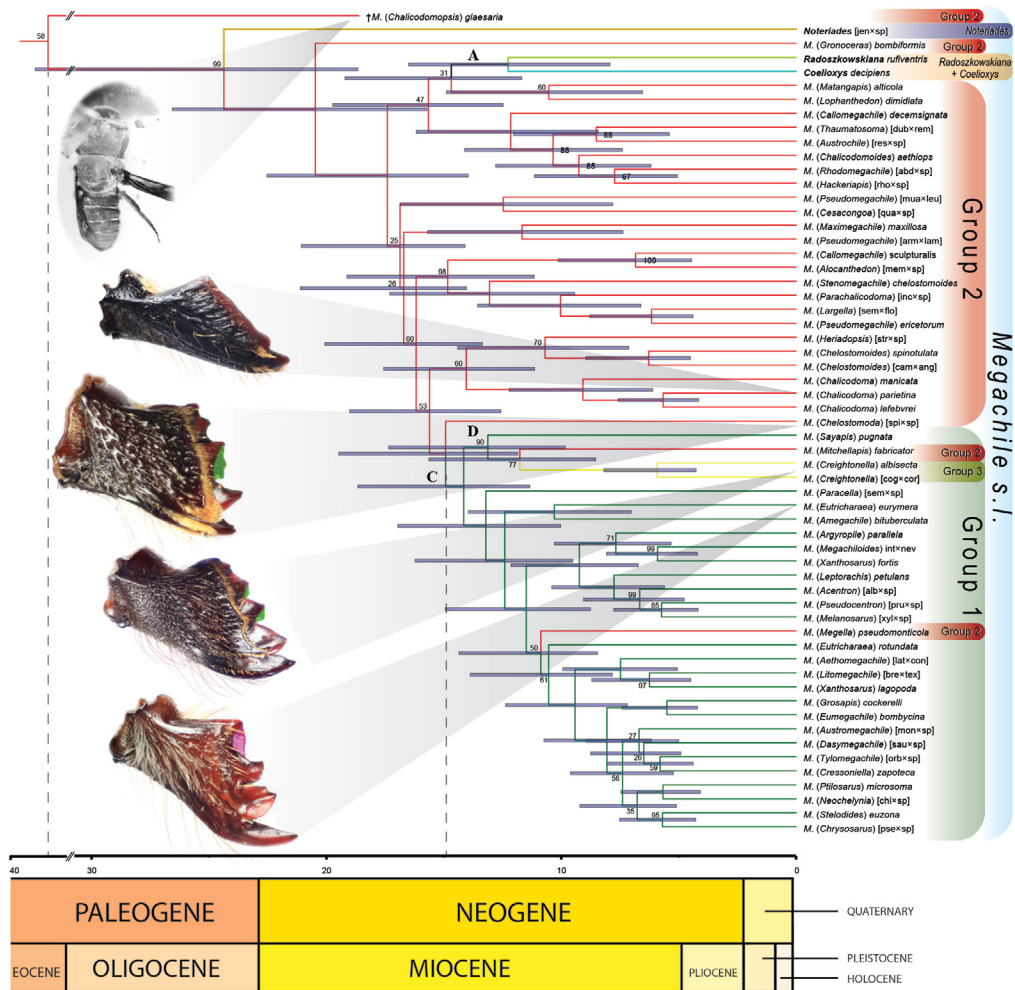 †M. (Chalicodomopsis) glaesaria
Group 2
58
Noteriades [jen×sp]
Noteriades
M. (Gronoceras) bombiformis
Group 2
A
Radoszkowskiana rufiventris
Radoszkowskiana
+ Coelioxys
99
31
Coelioxys decipiens
M. (Matangapis) alticola
60
M. (Lophanthedon) dimidiata
47
M. (Callomegachile) decemsignata
M. (Thaumatosoma) [dub×rem]
88
M. (Austrochile) [res×sp]
85
M. (Chalicodomoides) aethiops
85
M. (Rhodomegachile) [abd×sp]
67
M. (Hackeriapis) [rho×sp]
M. (Pseudomegachile) [mua×leu]
M. (Cesacongoa) [qua×sp]
M. (Maximegachile) maxillosa
25
M. (Pseudomegachile) [arm×lam]
M. (Callomegachile) sculpturalis
100
98
M. (Alocanthedon) [mem×sp]
26
M. (Stenomegachile) chelostomoides
M. (Parachalicodoma) [inc×sp]
M. (Largella) [sem×flo]
M. (Pseudomegachile) ericetorum
M. (Heriadopsis) [str×sp]
60
70
M. (Chelostomoides) spinotulata
60
M. (Chelostomoides) [cam×ang]
M. (Chalicodoma) manicata
M. (Chalicodoma) parietina
53
M. (Chalicodoma) lefebvrei
M. (Chelostomoda) [spi×sp]
Group 2
Megachile s.l.
D
M. (Sayapis) pugnata
90
M. (Mitchellapis) fabricator
Group 2
77
M. (Creightonella) albisecta
Group 3
C
M. (Creightonella) [cog×cor]
M. (Paracella) [sem×sp]
M. (Eutricharaea) eurymera
M. (Amegachile) bituberculata
M. (Argyropile) parallela
71
M. (Megachiloides) int×nev
99
M. (Xanthosarus) fortis
M. (Leptorachis) petulans
M. (Acentron) [alb×sp]
99
M. (Pseudocentron) [pru×sp]
85
M. (Melanosarus) [xyl×sp]
Group 1
M. (Megella) pseudomonticola
Group 2
50
M. (Eutricharaea) rotundata
61
M. (Aethomegachile) [lat×con]
M. (Litomegachile) [bre×tex]
97
M. (Xanthosarus) lagopoda
M. (Grosapis) cockerelli
M. (Eumegachile) bombycina
M. (Austromegachile) [mon×sp]
27
M. (Dasymegachile) [sau×sp]
26
M. (Tylomegachile) [orb×sp]
59
M. (Cressoniella) zapoteca
56
M. (Ptilosarus) microsoma
M. (Neochelynia) [chi×sp]
35
95
M. (Stelodides) euzona
M. (Chrysosarus) [pse×sp]
40 30 20 10 0
PALEOGENE NEOGENE QUATERNARY
EOCENE OLIGOCENE MIOCENE PLIOCENE PLEISTOCENE
HOLOCENE